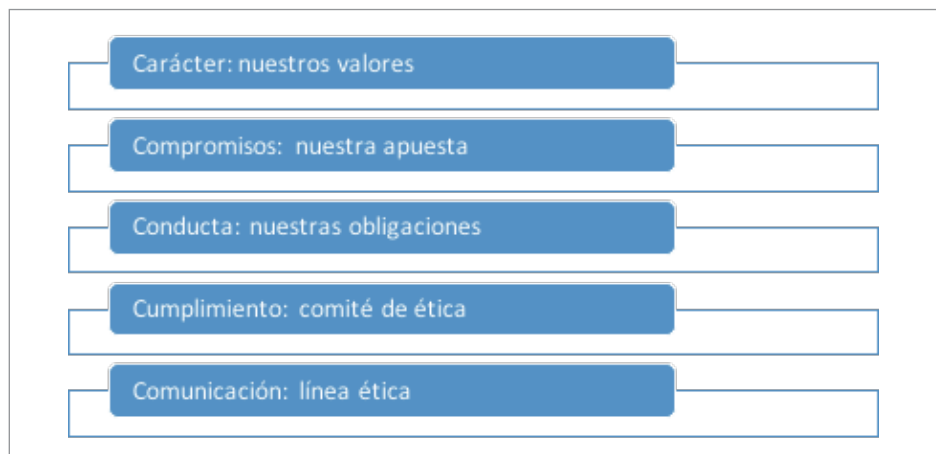 Carácter: nuestros valores
Compromisos: nuestra apuesta
Conducta: nuestras obligaciones
Cumplimiento: comité de ética
Comunicación: línea ética